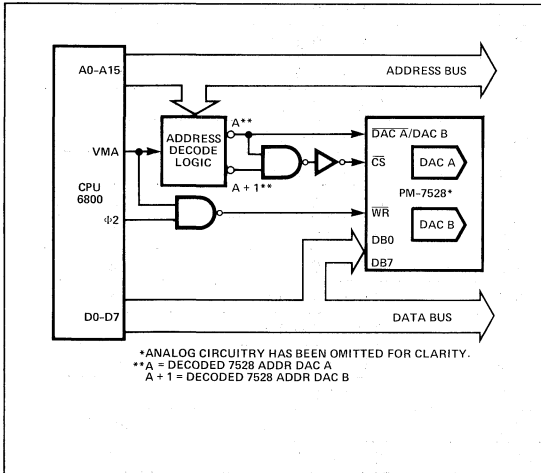 A0–A15
ADDRESS BUS
A**
ADDRESS
DECODE
LOGIC
VMA
DAC A/DAC B
CS
DAC A
CPU
6800
A + 1**
PM-7528*
Φ2
WR
DAC B
DB0
DB7
D0–D7
DATA BUS
*ANALOG CIRCUITRY HAS BEEN OMITTED FOR CLARITY.
**A = DECODED 7528 ADDR DAC A
A + 1 = DECODED 7528 ADDR DAC B